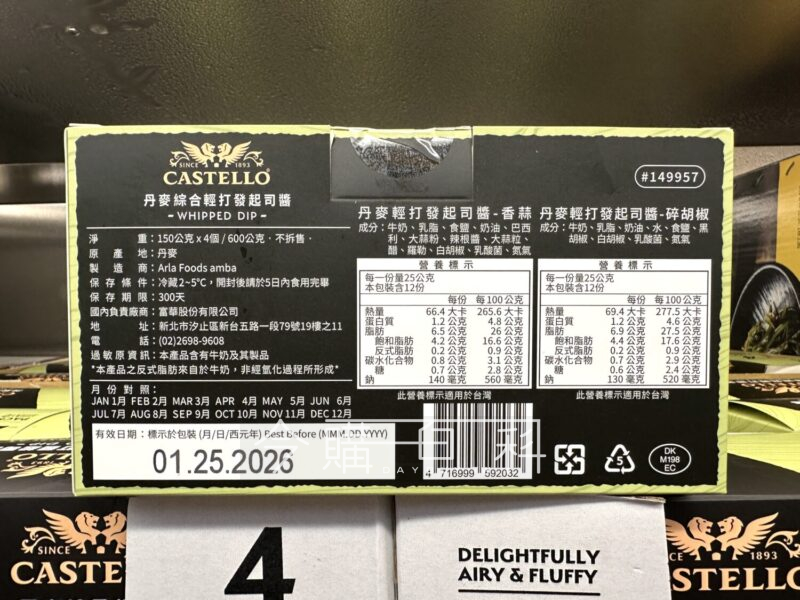 SINCE 1893
CASTELLO®
丹麥綜合輕打發起司醬
- WHIPPED DIP -
淨重:150公克x4個/600公克・不拆售・
原產地:丹麥
製造商:Arla Foods amba
保存條件:冷藏2~5℃,開封後請於5日內食用完畢
保存期限:300天
國內負責廠商:富華股份有限公司
地址:新北市汐止區新台五路一段79號19樓之11
電話:(02)2698-9608
過敏原資訊:本產品含有牛奶及其製品
*本產品之反式脂肪來自於牛奶,非經氫化過程所形成*
月份對照:
JAN 1月 FEB 2月 MAR 3月 APR 4月 MAY 5月 JUN 6月
JUL 7月 AUG 8月 SEP 9月 OCT 10月 NOV 11月 DEC 12月
有效日期:標示於包裝 (月/日/西元年) Best Before (MM.DD.YYYY)
01.25.2026
#149957
丹麥輕打發起司醬-香蒜
成分:牛奶、乳脂、食鹽、奶油、巴西
利、大蒜粉、辣根醬、大蒜粒、
醋、羅勒、白胡椒、乳酸菌、氮氣
營養標示
每一份量25公克
本包裝含12份
每份 每100公克
熱量 66.4 大卡 265.6 大卡
蛋白質 1.2 公克 4.8 公克
脂肪 6.5 公克 26 公克
飽和脂肪 4.2 公克 16.6 公克
反式脂肪 0.2 公克 0.9 公克
碳水化合物 0.8 公克 3.1 公克
糖 0.7 公克 2.8 公克
鈉 140 毫克 560 毫克
此營養標示適用於台灣
丹麥輕打發起司醬-碎胡椒
成分:牛奶、乳脂、奶油、水、食鹽、黑
胡椒、白胡椒、乳酸菌、氮氣
營養標示
每一份量25公克
本包裝含12份
每份 每100公克
熱量 69.4 大卡 277.5 大卡
蛋白質 1.2 公克 4.6 公克
脂肪 6.9 公克 27.5 公克
飽和脂肪 4.4 公克 17.6 公克
反式脂肪 0.2 公克 0.9 公克
碳水化合物 0.7 公克 2.9 公克
糖 0.6 公克 2.4 公克
鈉 130 毫克 520 毫克
此營養標示適用於台灣
4 716999 592032
5
DK
M198
EC
購 百科
DAY
SINCE
CASTE
4
DELIGHTFULLY
AIRY & FLUFFY
1893
STELLO